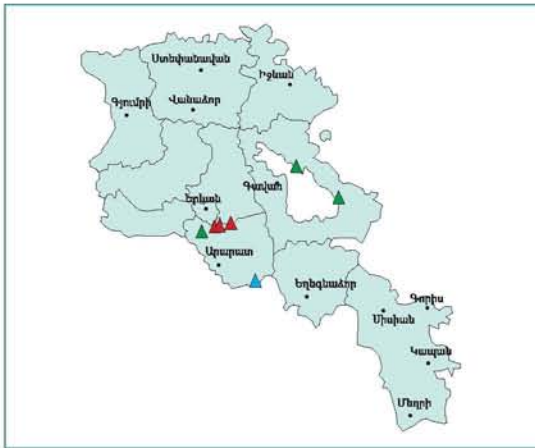 Ստեփանավան
Իջևան
Գյումրի
Վանաձոր
Գավառ
Երևան
Արարատ
Եղեգնաձոր
Գորիս
Սիսիան
Կապան
Մեղրի